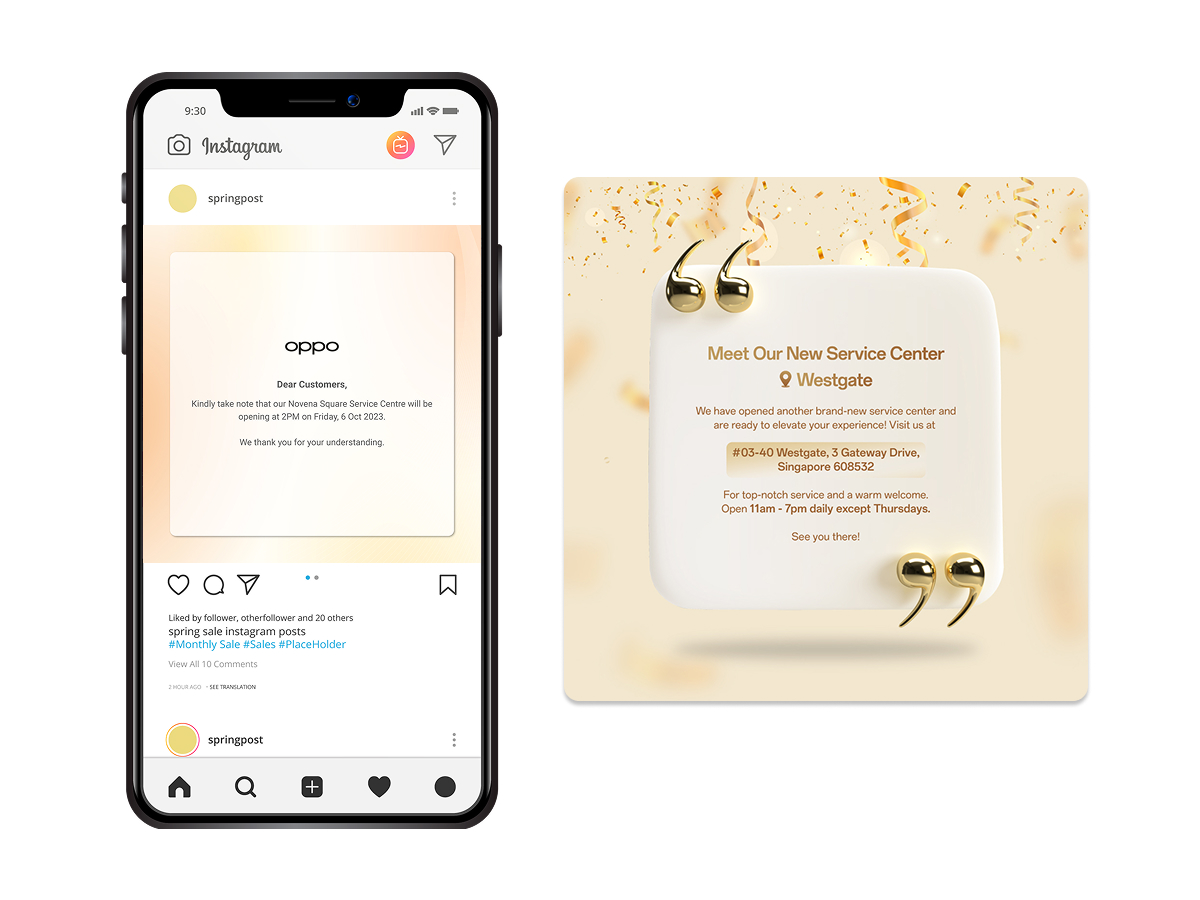 9:30
Instagram
springpost
oppo
Dear Customers,
Kindly take note that our Novena Square Service Centre will be
opening at 2PM on Friday, 6 Oct 2023.
We thank you for your understanding.
Liked by follower, otherfollower and 20 others
spring sale instagram posts
#Monthly Sale #Sales #PlaceHolder
View All 10 Comments
2 HOUR AGO • SEE TRANSLATION
springpost
Meet Our New Service Center
Westgate
We have opened another brand-new service center and
are ready to elevate your experience! Visit us at
#03-40 Westgate, 3 Gateway Drive,
Singapore 608532
For top-notch service and a warm welcome.
Open 11am - 7pm daily except Thursdays.
See you there!